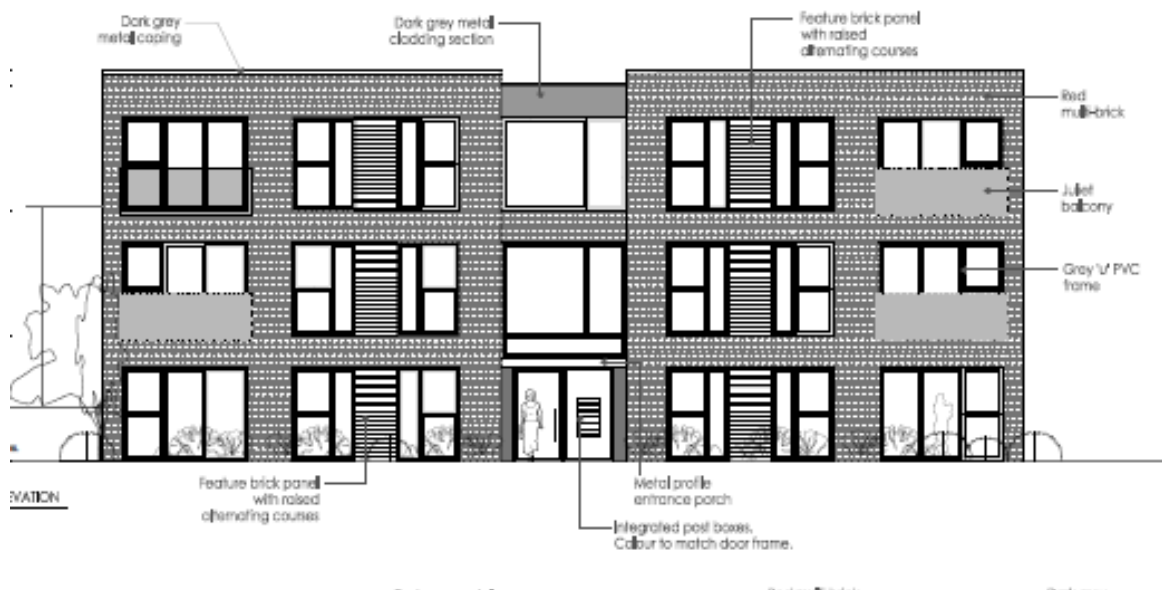 Dark grey
metal coping
Dark grey metal
cladding section
Feature brick panel
with raised
alternating courses
Red
multi-brick
Juliet
balcony
Grey 'u' PVC
frame
EVATION
Feature brick panel
with raised
alternating courses
Metal profile
entrance porch
Integrated post boxes.
Colour to match door frame.